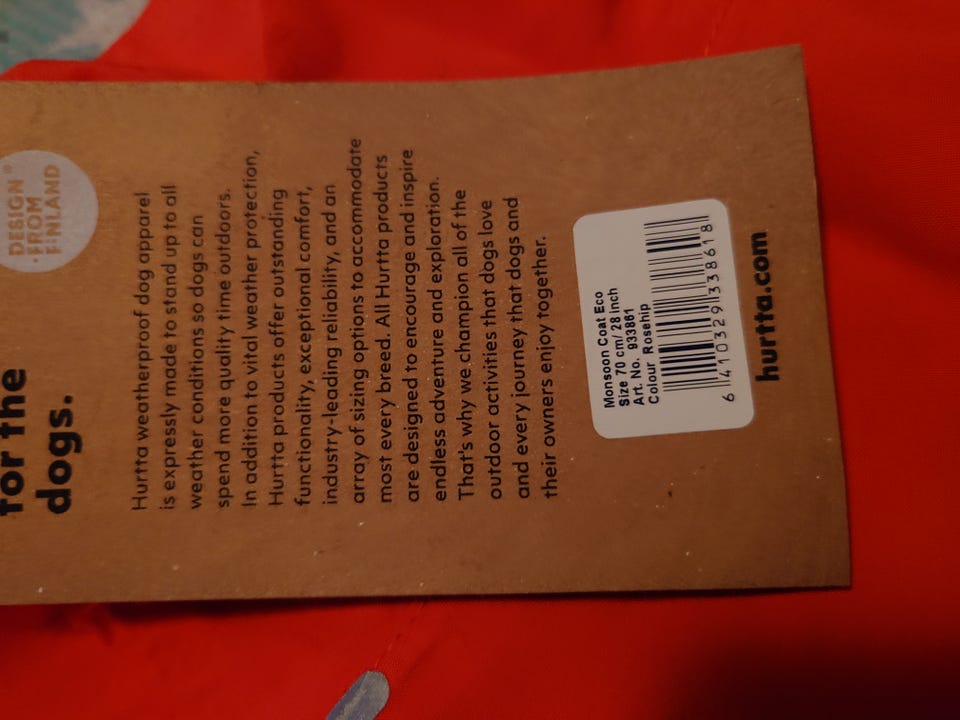 DESIGN
· FROM
FINLAND
for the
dogs.
Hurtta weatherproof dog apparel
is expressly made to stand up to all
weather conditions so dogs can
spend more quality time outdoors.
In addition to vital weather protection,
Hurtta products offer outstanding
functionality, exceptional comfort,
industry-leading reliability, and an
array of sizing options to accommodate
most every breed. All Hurtta products
are designed to encourage and inspire
endless adventure and exploration.
That's why we champion all of the
outdoor activities that dogs love
and every journey that dogs and
their owners enjoy together.
Monsoon Coat Eco
Size 70 cm/ 28 inch
Art. No. 933861
Colour Rosehip
6 410329 338618
hurtta.com